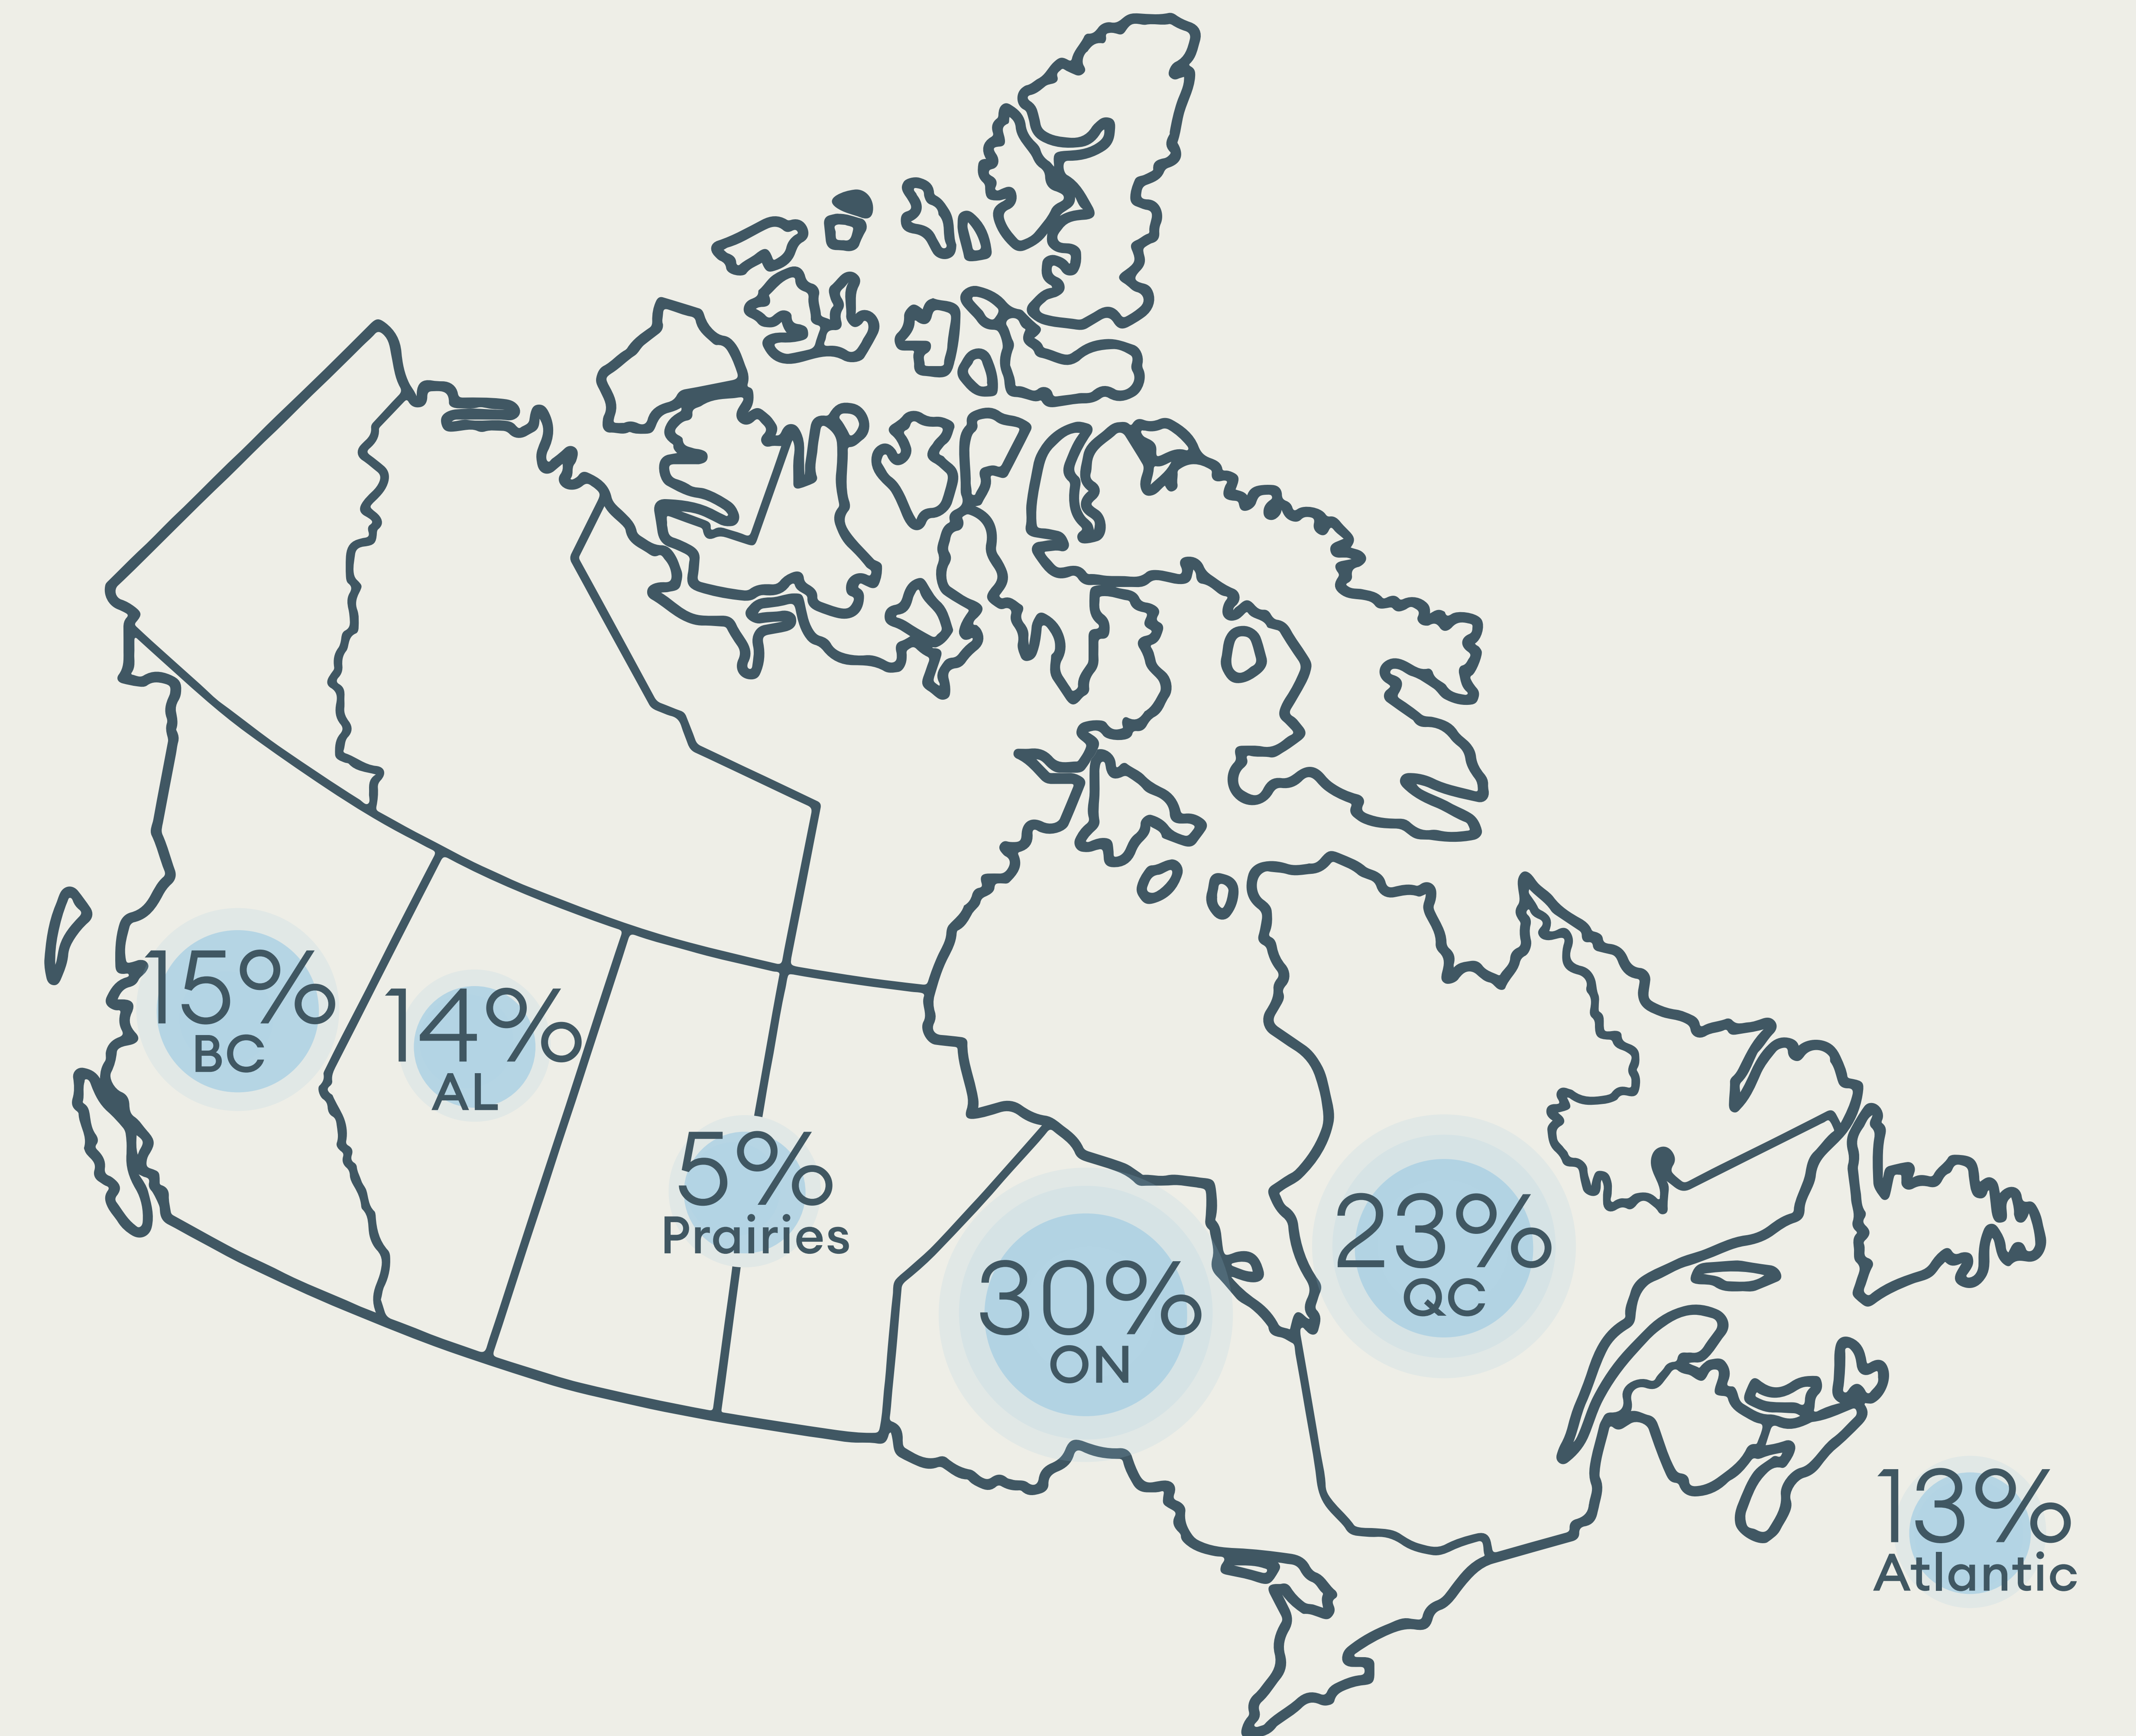 15%
BC
14%
AL
5%
Prairies
30%
ON
23%
QC
13%
Atlantic